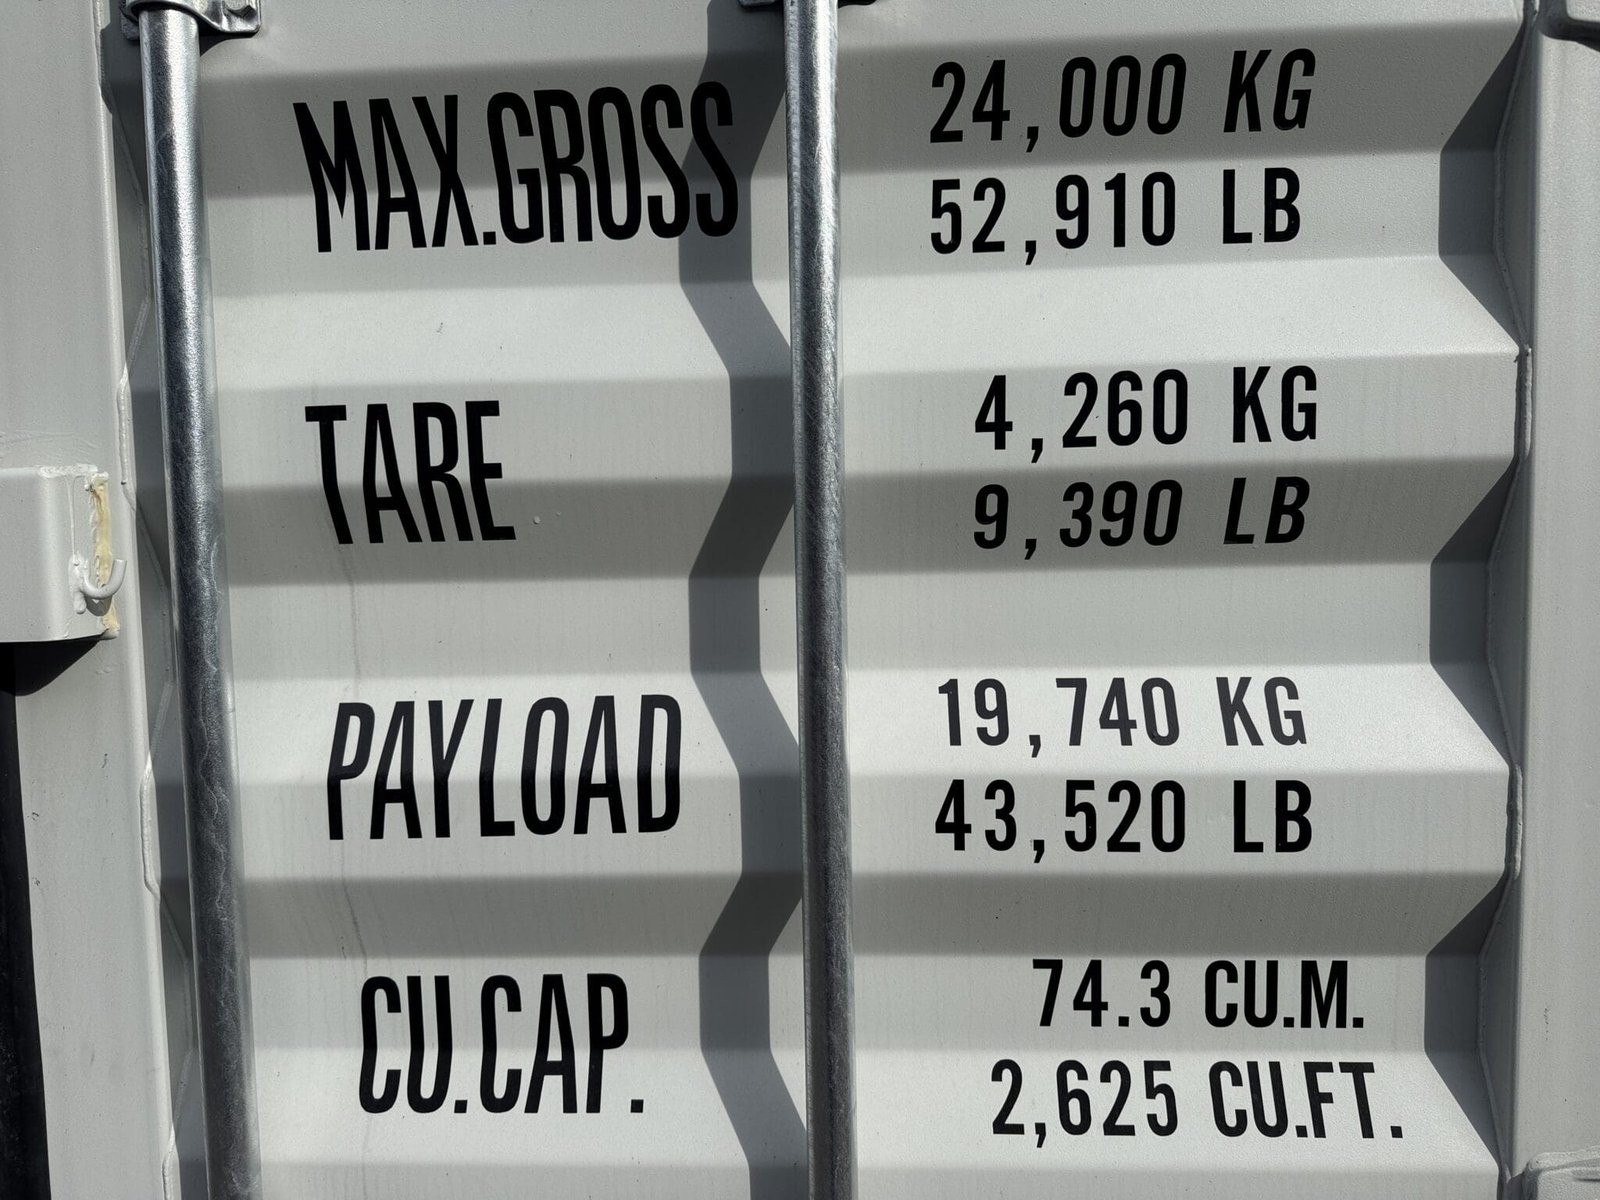 MAX.GROSS 24,000 KG
52,910 LB
TARE 4,260 KG
9,390 LB
PAYLOAD 19,740 KG
43,520 LB
CU.CAP. 74.3 CU.M.
2,625 CU.FT.